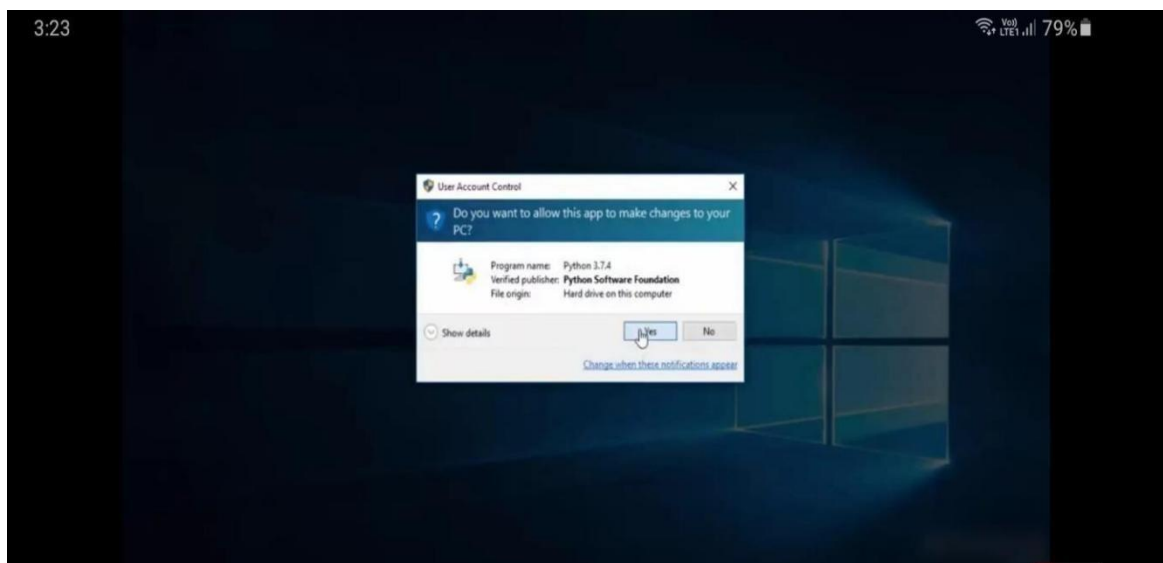 3:23
Vo)) LTE1 79%
User Account Control
Do you want to allow this app to make changes to your
PC?
Program name: Python 3.7.4
Verified publisher: Python Software Foundation
File origin: Hard drive on this computer
Show details
Yes
No
Change when these notifications appear